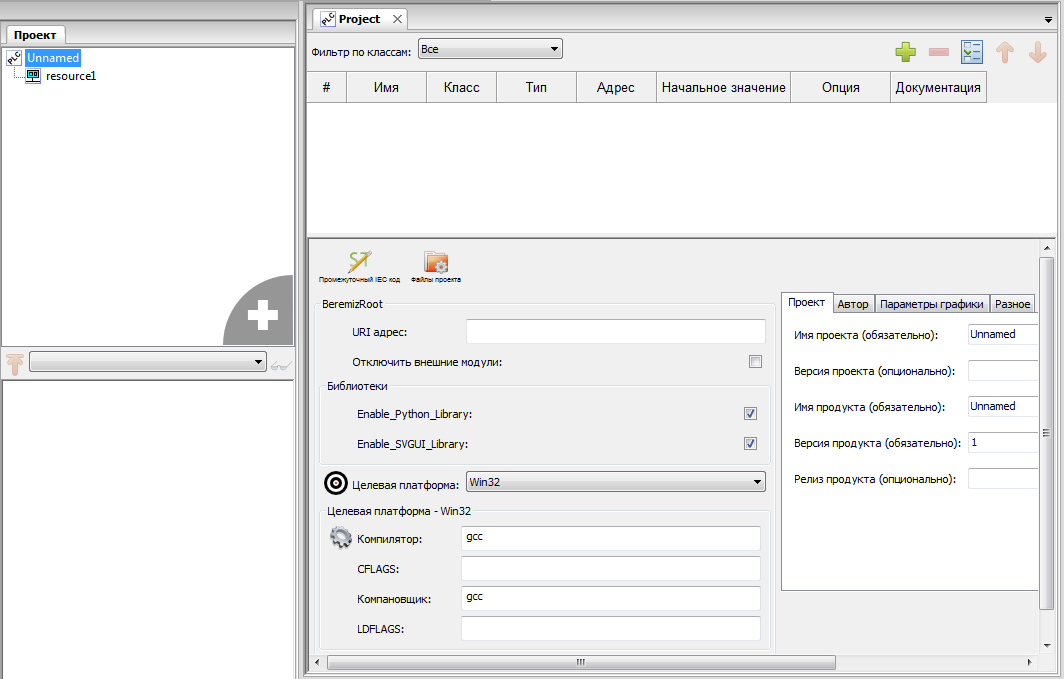 Проект
Unnamed
resource1
Project
Фильтр по классам: Все
# Имя Класс Тип Адрес Начальное значение Опция Документация
ST
Промежуточный IEC код Файлы проекта
BeremizRoot
URI адрес:
Отключить внешние модули:
Библиотеки
Enable_Python_Library:
Enable_SVGUI_Library:
Целевая платформа: Win32
Целевая платформа - Win32
Компилятор: gcc
CFLAGS:
Компановщик: gcc
LDFLAGS:
Проект Автор Параметры графики Разное
Имя проекта (обязательно): Unnamed
Версия проекта (опционально):
Имя продукта (обязательно): Unnamed
Версия продукта (обязательно): 1
Релиз продукта (опционально):